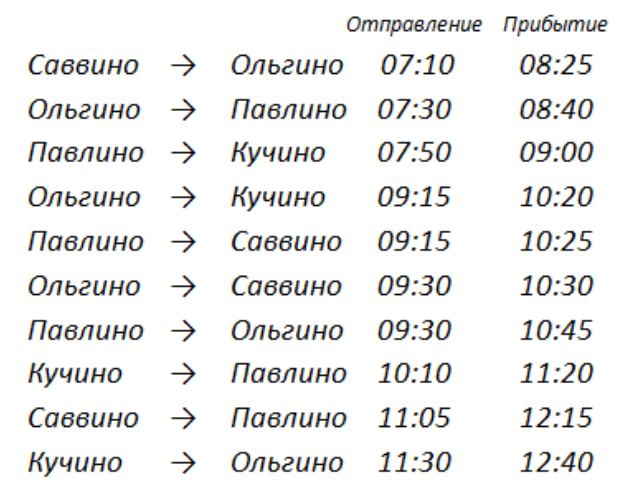 Отправление Прибытие
Саввино → Ольгино 07:10 08:25
Ольгино → Павлино 07:30 08:40
Павлино → Кучино 07:50 09:00
Ольгино → Кучино 09:15 10:20
Павлино → Саввино 09:15 10:25
Ольгино → Саввино 09:30 10:30
Павлино → Ольгино 09:30 10:45
Кучино → Павлино 10:10 11:20
Саввино → Павлино 11:05 12:15
Кучино → Ольгино 11:30 12:40